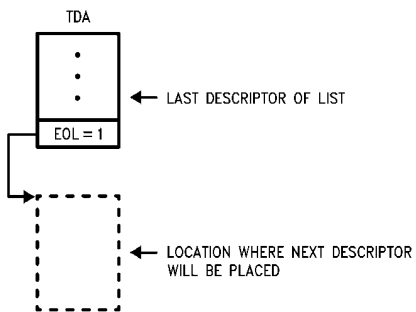 TDA
LAST DESCRIPTOR OF LIST
EOL = 1
LOCATION WHERE NEXT DESCRIPTOR
WILL BE PLACED